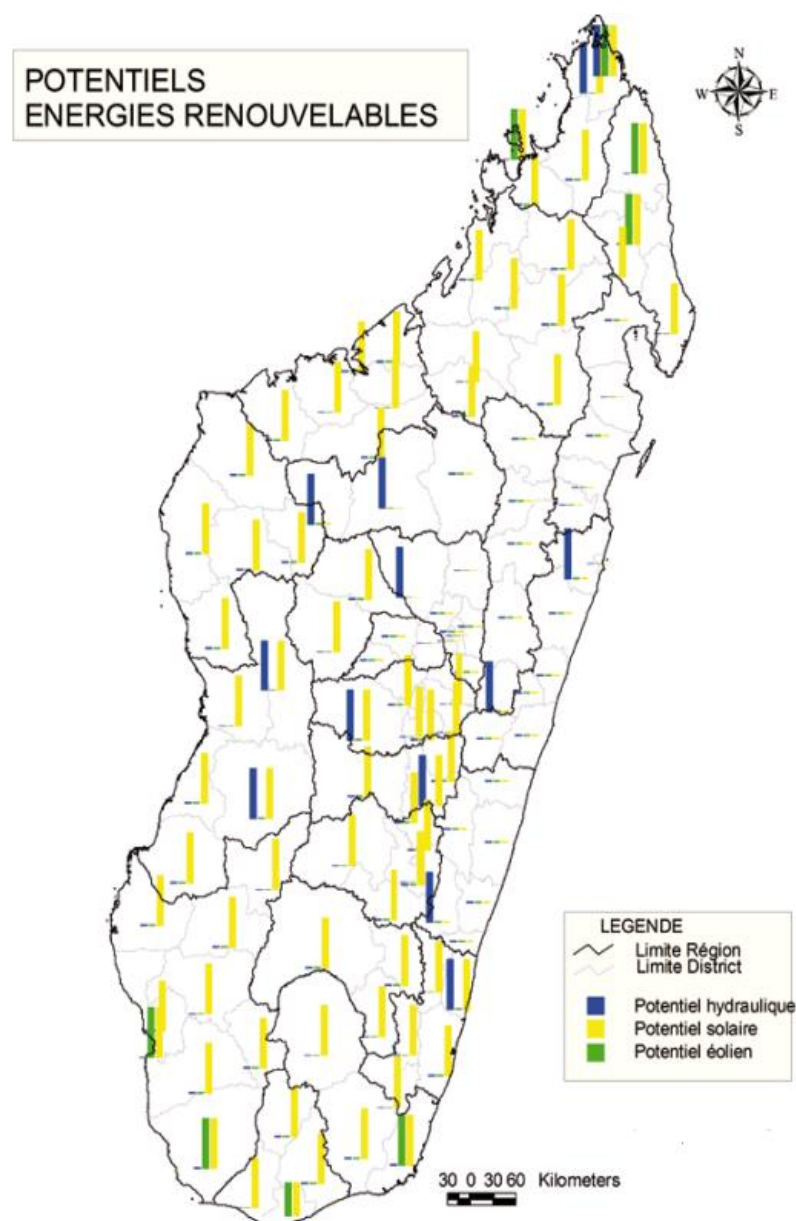 POTENTIELS
ENERGIES RENOUVELABLES
N
W E
S
LEGENDE
Limite Région
Limite District
Potentiel hydraulique
Potentiel solaire
Potentiel éolien
30 0 30 60 Kilometers